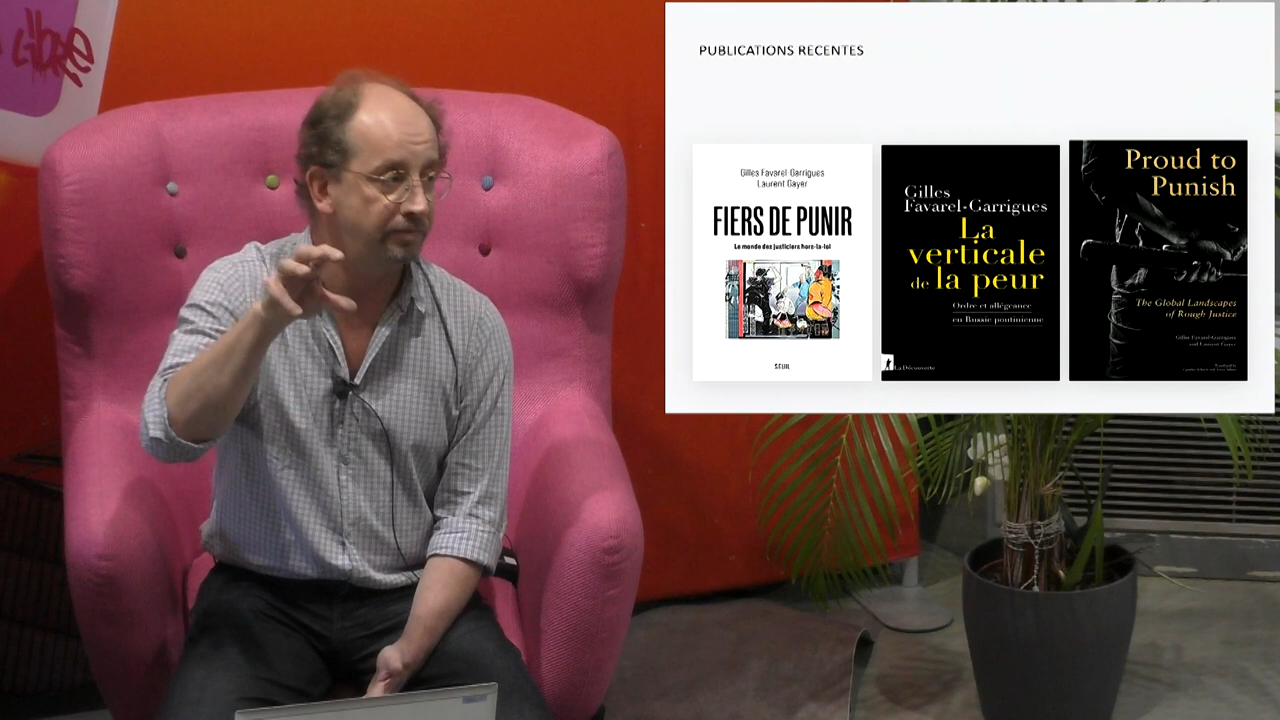 Libre
PUBLICATIONS RECENTES
Gilles Favarel-Garrigues
Laurent Gayer
FIERS DE PUNIR
Le monde des justiciers hors-la-loi
SEUIL
Gilles
Favarel-Garrigues
La
verticale
de la peur
Ordre et allégeance
en Russie poutinienne
La Découverte
Proud to
Punish
The Global Landscapes
of Rough Justice
Gilles Favarel-Garrigues
and Laurent Gayer